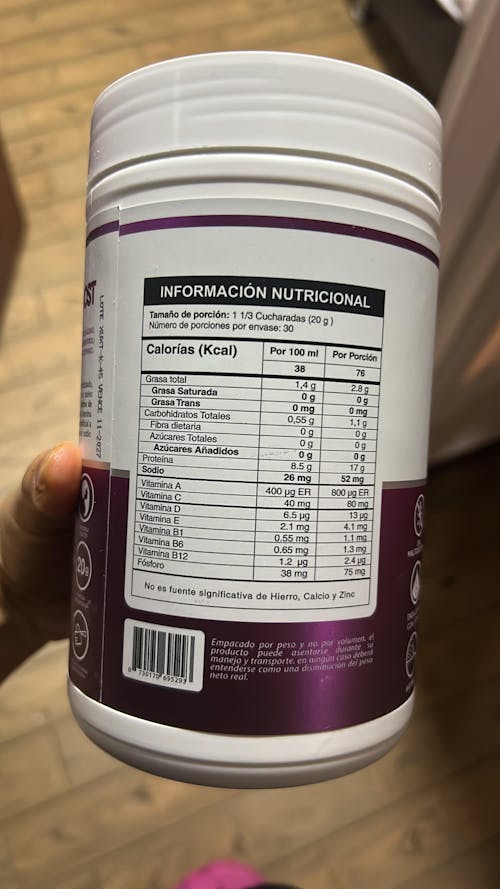 INFORMACIÓN NUTRICIONAL
Tamaño de porción: 1 1/3 Cucharadas (20 g)
Número de porciones por envase: 30
Calorías (Kcal) Por 100 ml Por Porción
38 76
Grasa total 1,4 g 2.8 g
Grasa Saturada 0 g 0 g
Grasa Trans 0 mg 0 mg
Carbohidratos Totales 0,55 g 1,1 g
Fibra dietaria 0 g 0 g
Azúcares Totales 0 g 0 g
Azúcares Añadidos 0 g 0 g
Proteína 8.5 g 17 g
Sodio 26 mg 52 mg
Vitamina A 400 µg ER 800 µg ER
Vitamina C 40 mg 80 mg
Vitamina D 6.5 µg 13 µg
Vitamina E 2.1 mg 4.1 mg
Vitamina B1 0.55 mg 1.1 mg
Vitamina B6 0.65 mg 1.3 mg
Vitamina B12 1.2 µg 2.4 µg
Fósforo 38 mg 75 mg
No es fuente significativa de Hierro, Calcio y Zinc
Empacado por peso y no por volumen, el
producto puede asentarse durante su
manejo y transporte, en ningún caso deberá
entenderse como una disminución del peso
neto real.
0 730170 695293
VENCE 11-2027
20g